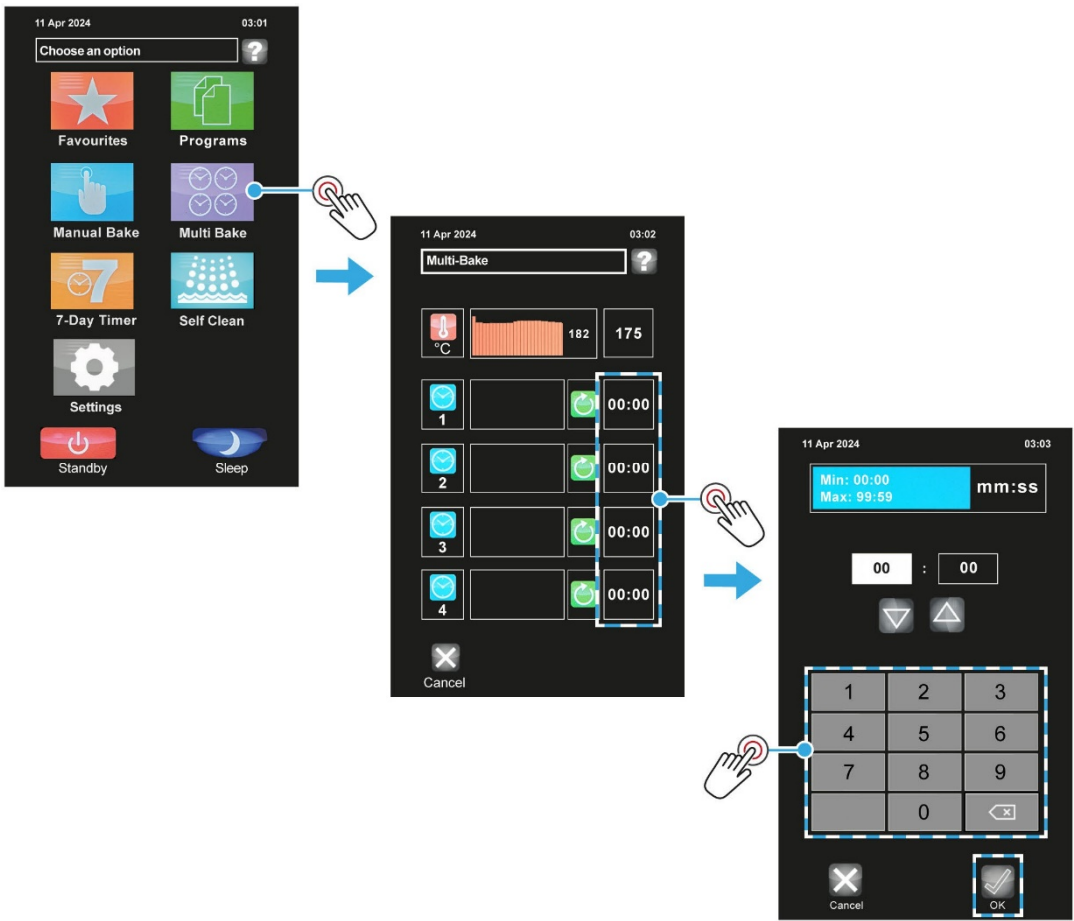 11 Apr 2024 03:01
Choose an option ?
Favourites Programs
Manual Bake Multi Bake
7
7-Day Timer Self Clean
Settings
Standby Sleep
11 Apr 2024 03:02
Multi-Bake ?
°C 182 175
00:00
1
00:00
2
00:00
3
00:00
4
Cancel
11 Apr 2024 03:03
Min: 00:00
Max: 99:59
mm:ss
00 : 00
1 2 3
4 5 6
7 8 9
0
Cancel OK